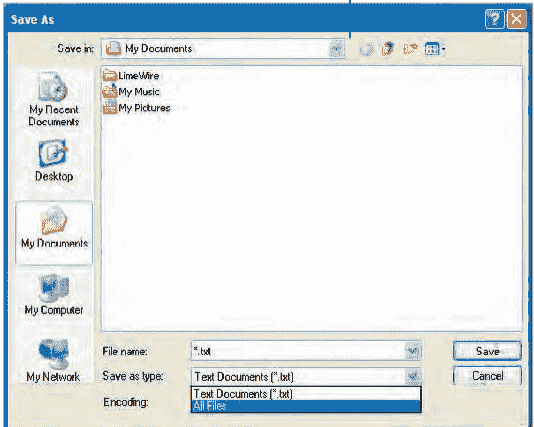 Save As
Save in:
My Documents
LimeWire
My Music
My Pictures
My Recent
Documents
Desktop
My Documents
My Computer
My Network
File name:
*.txt
Save
Save as type:
Text Documents (*.txt)
Cancel
Text Documents (*.txt)
All Files
Encoding: